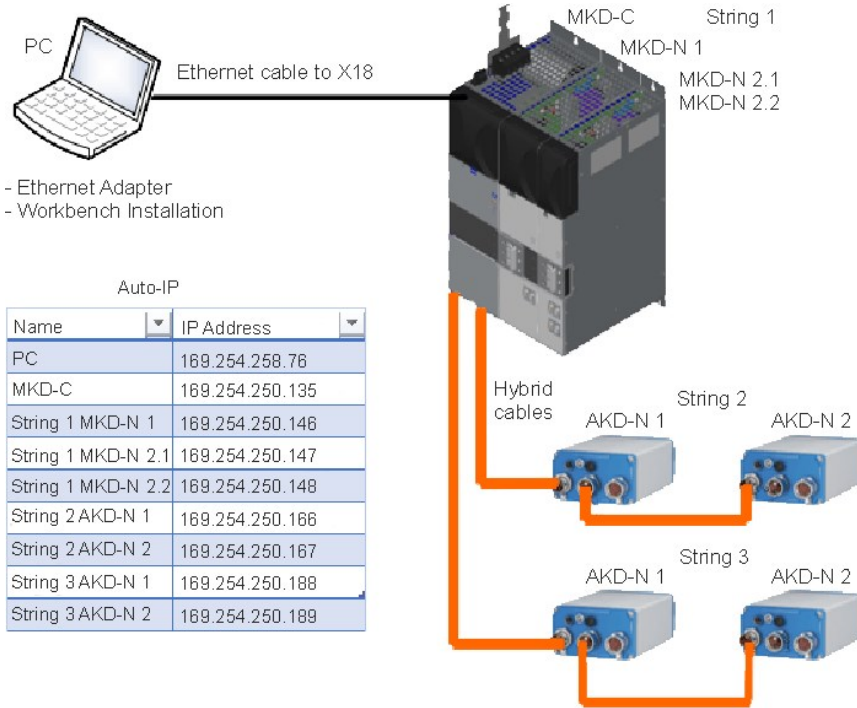 MKD-C String 1
PC
MKD-N 1
Ethernet cable to X18
MKD-N 2.1
MKD-N 2.2
- Ethernet Adapter
- Workbench Installation
Auto-IP
Name IP Address
PC 169.254.258.76
MKD-C 169.254.250.135
String 1 MKD-N 1 169.254.250.146
String 1 MKD-N 2.1 169.254.250.147
String 1 MKD-N 2.2 169.254.250.148
String 2 AKD-N 1 169.254.250.166
String 2 AKD-N 2 169.254.250.167
String 3 AKD-N 1 169.254.250.188
String 3 AKD-N 2 169.254.250.189
Hybrid
cables
String 2
AKD-N 1 AKD-N 2
String 3
AKD-N 1 AKD-N 2